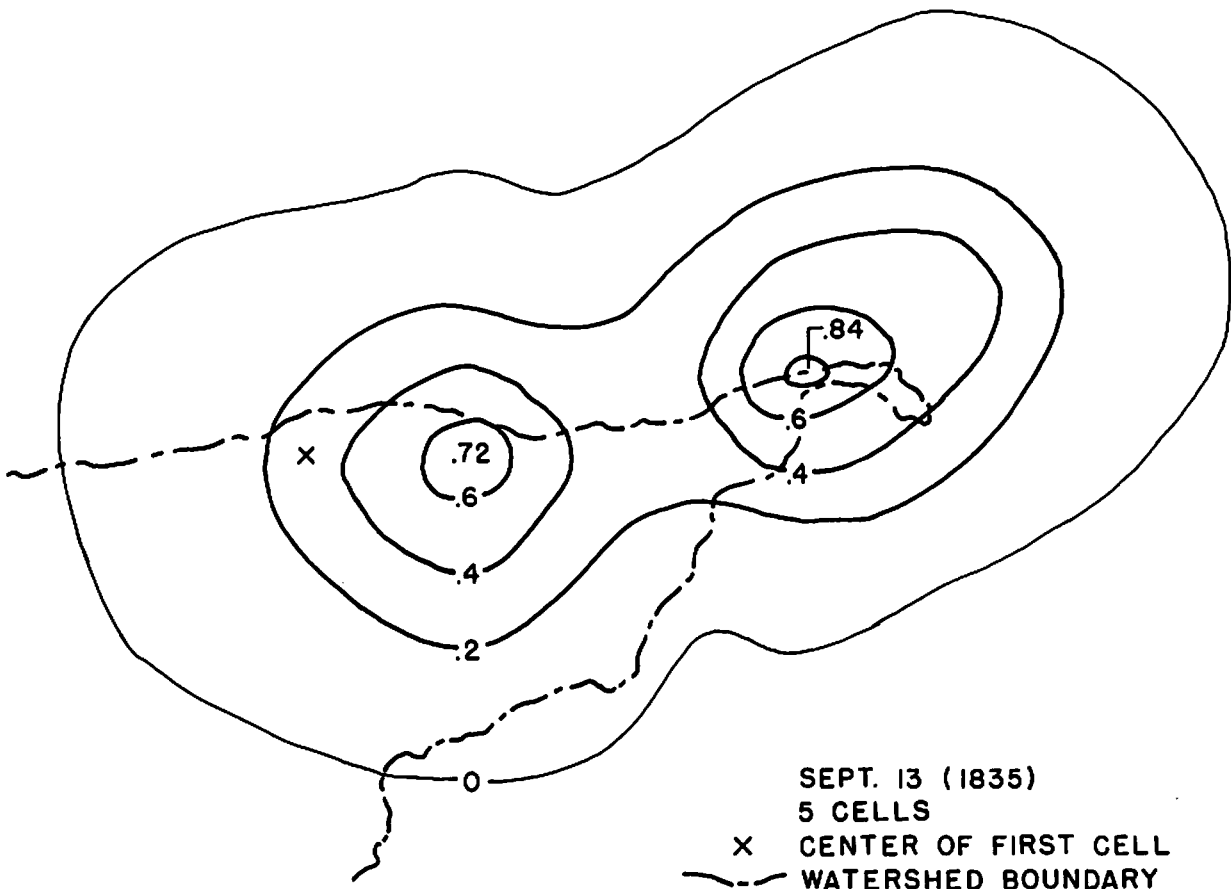 .84
.6
.4
.72
.6
.4
.2
0
SEPT. 13 (1835)
5 CELLS
X CENTER OF FIRST CELL
WATERSHED BOUNDARY